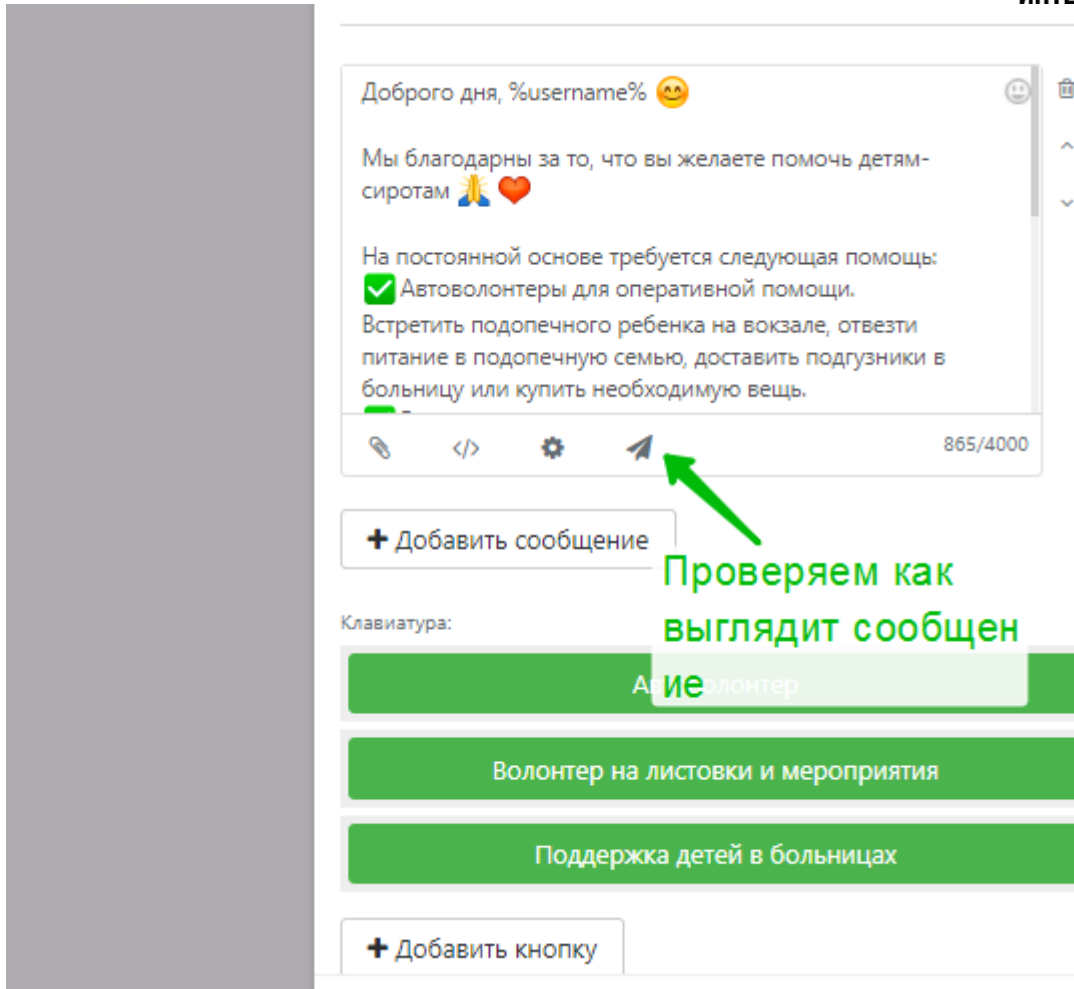 Доброго дня, %username% 😊
Мы благодарны за то, что вы желаете помочь детям-
сиротам 🙏 ❤️
На постоянной основе требуется следующая помощь:
✅ Автоволонтеры для оперативной помощи.
Встретить подопечного ребенка на вокзале, отвезти
питание в подопечную семью, доставить подгузники в
больницу или купить необходимую вещь.
</> 865/4000
+ Добавить сообщение
Проверяем как
выглядит сообщен
ие
Клавиатура:
Волонтер на листовки и мероприятия
Поддержка детей в больницах
+ Добавить кнопку